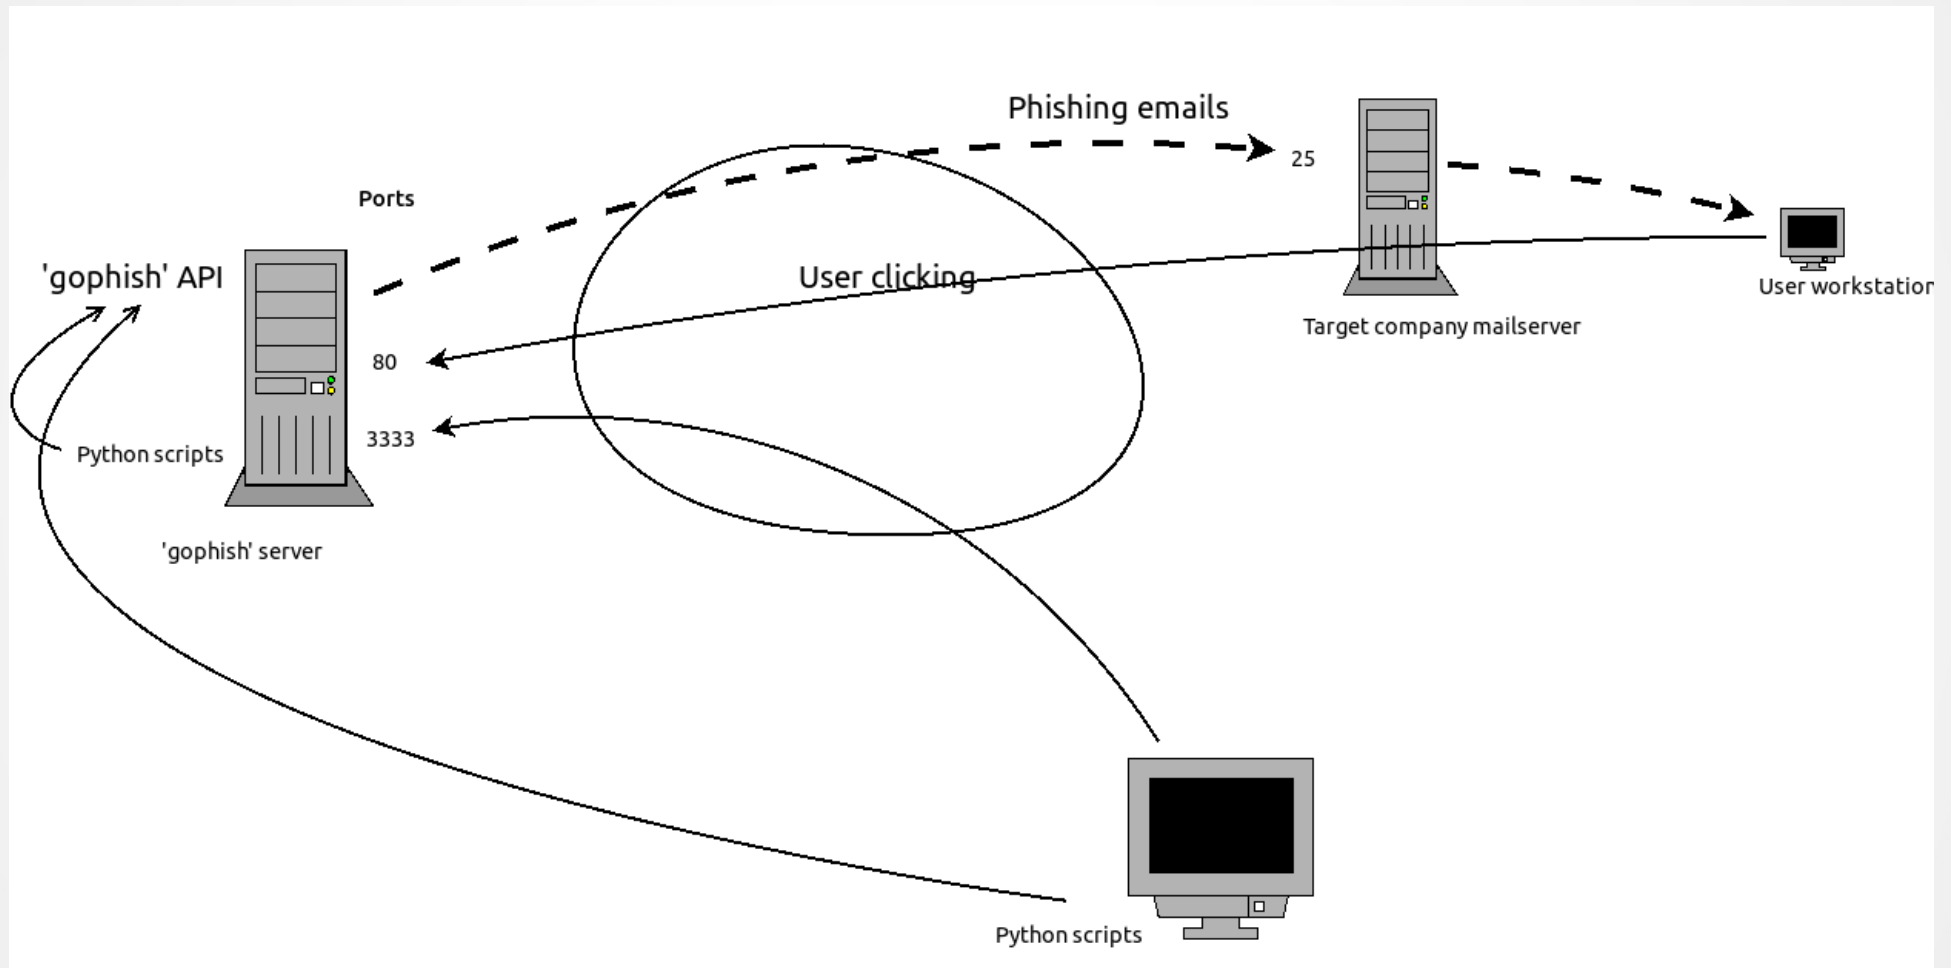 Phishing emails
25
Ports
'gophish' API
User clicking
User workstation
Target company mailserver
80
3333
Python scripts
'gophish' server
Python scripts